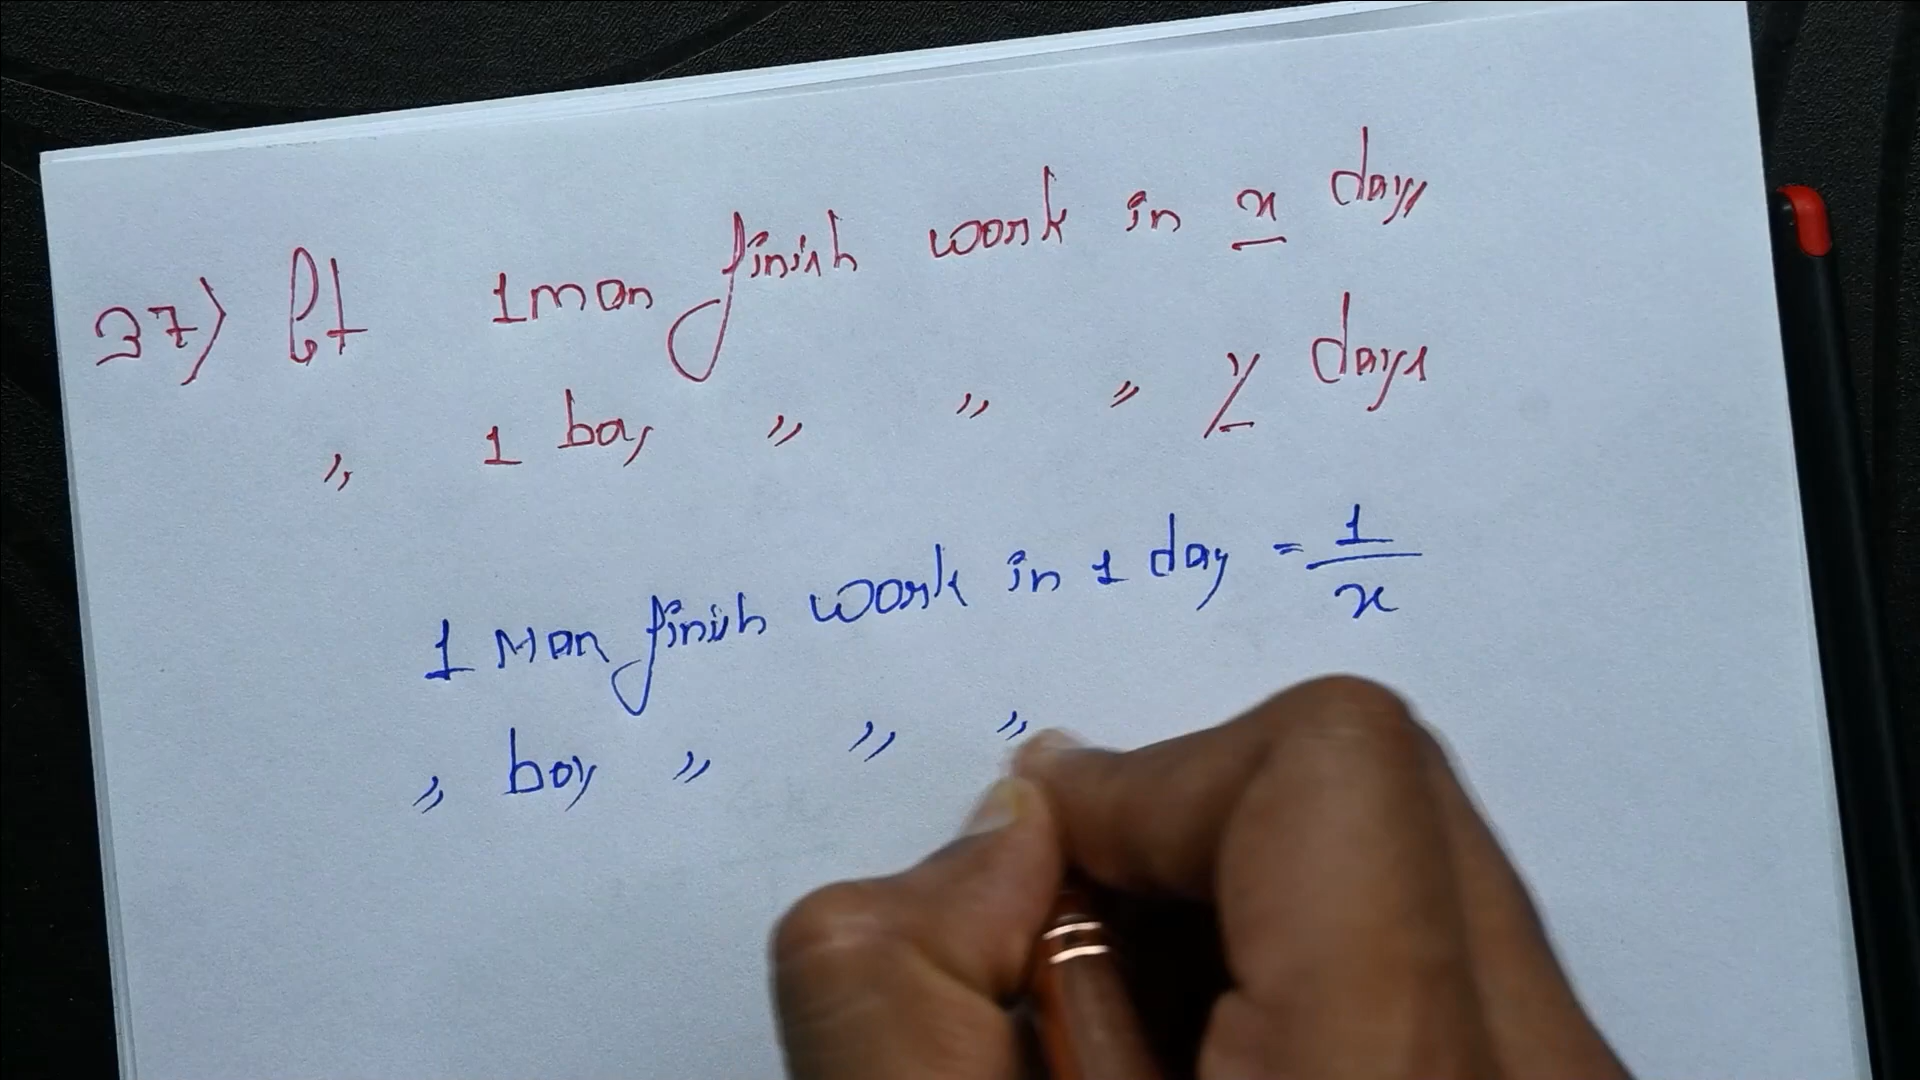 37) let 1 man finish work in x days
" 1 boy " " " y days
1 Man finish work in 1 day = 1/x
" boy " " "